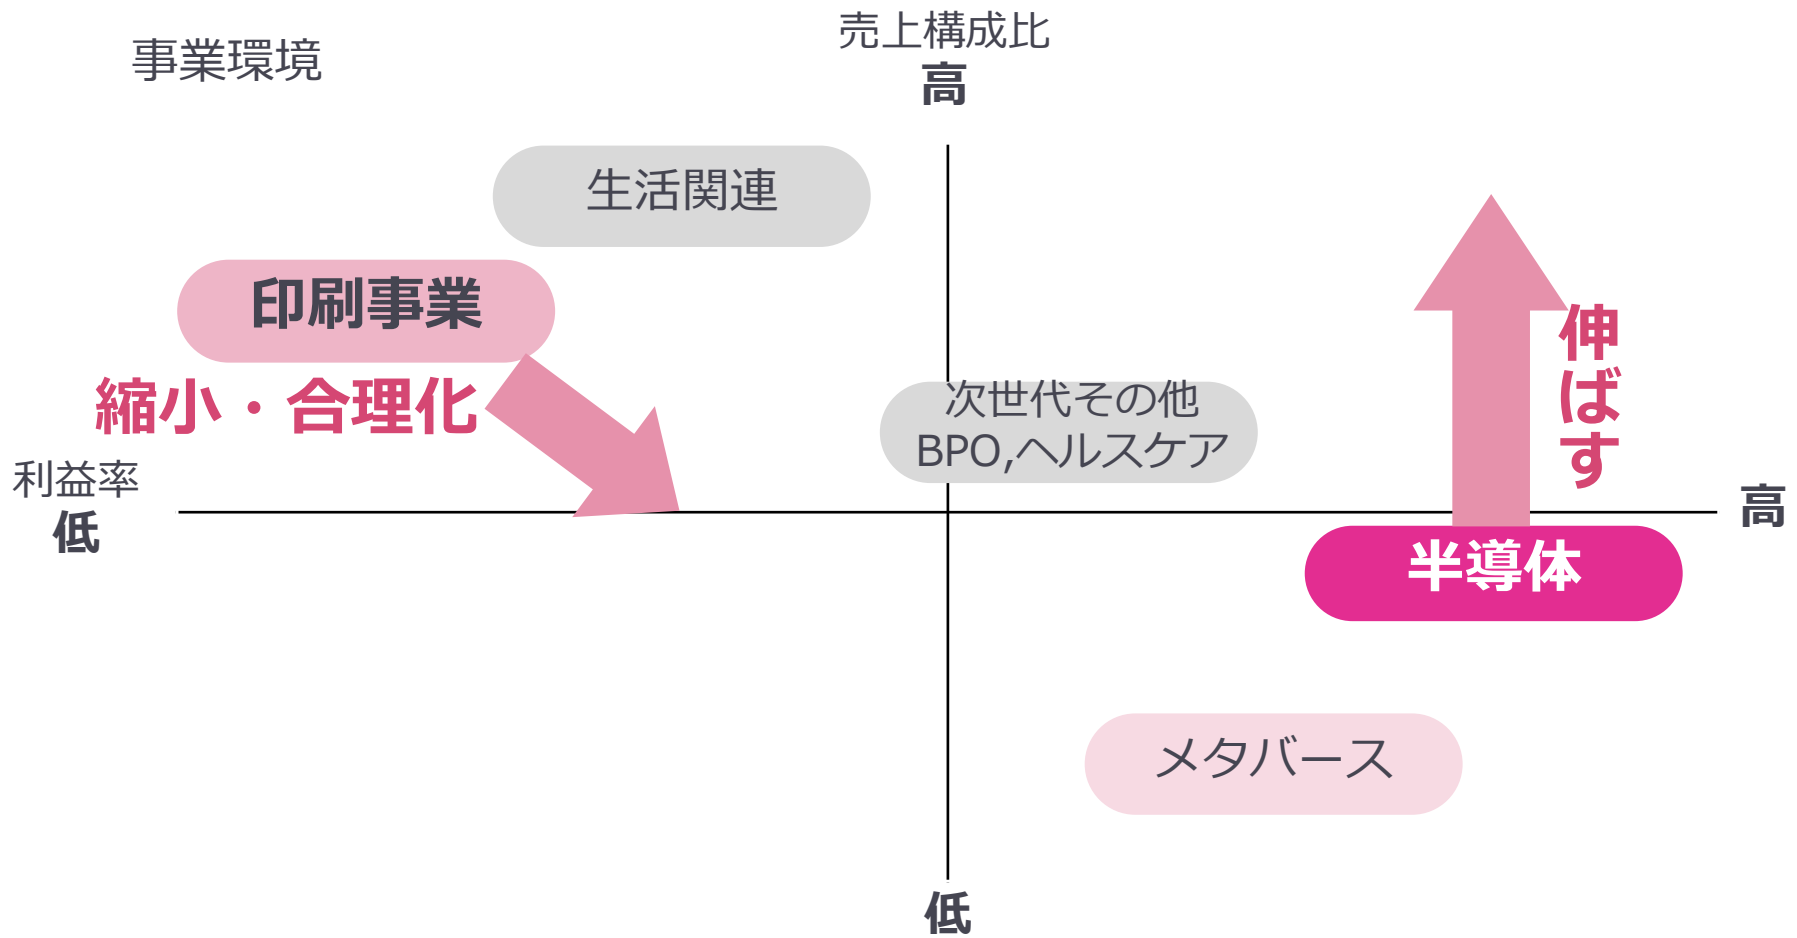 事業環境
売上構成比
高
生活関連
印刷事業
縮小・合理化
伸ばす
次世代その他
BPO,ヘルスケア
利益率
低
高
半導体
メタバース
低